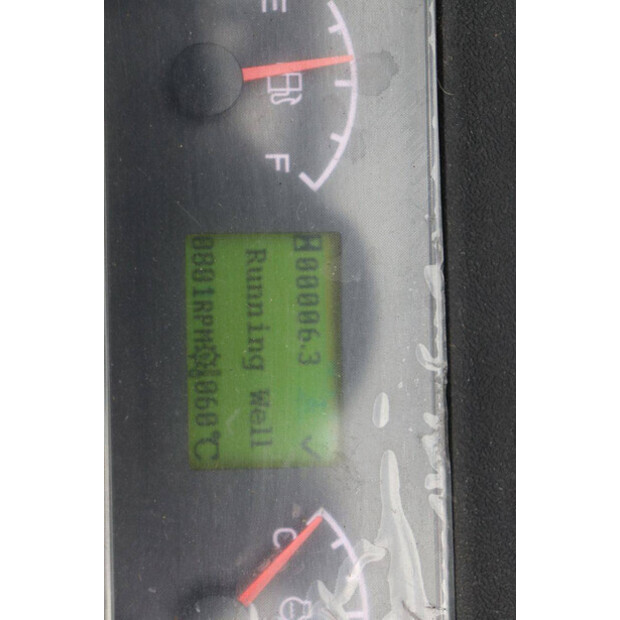 E
F
H 00006.3
Running Well
0801RPM 060℃
C